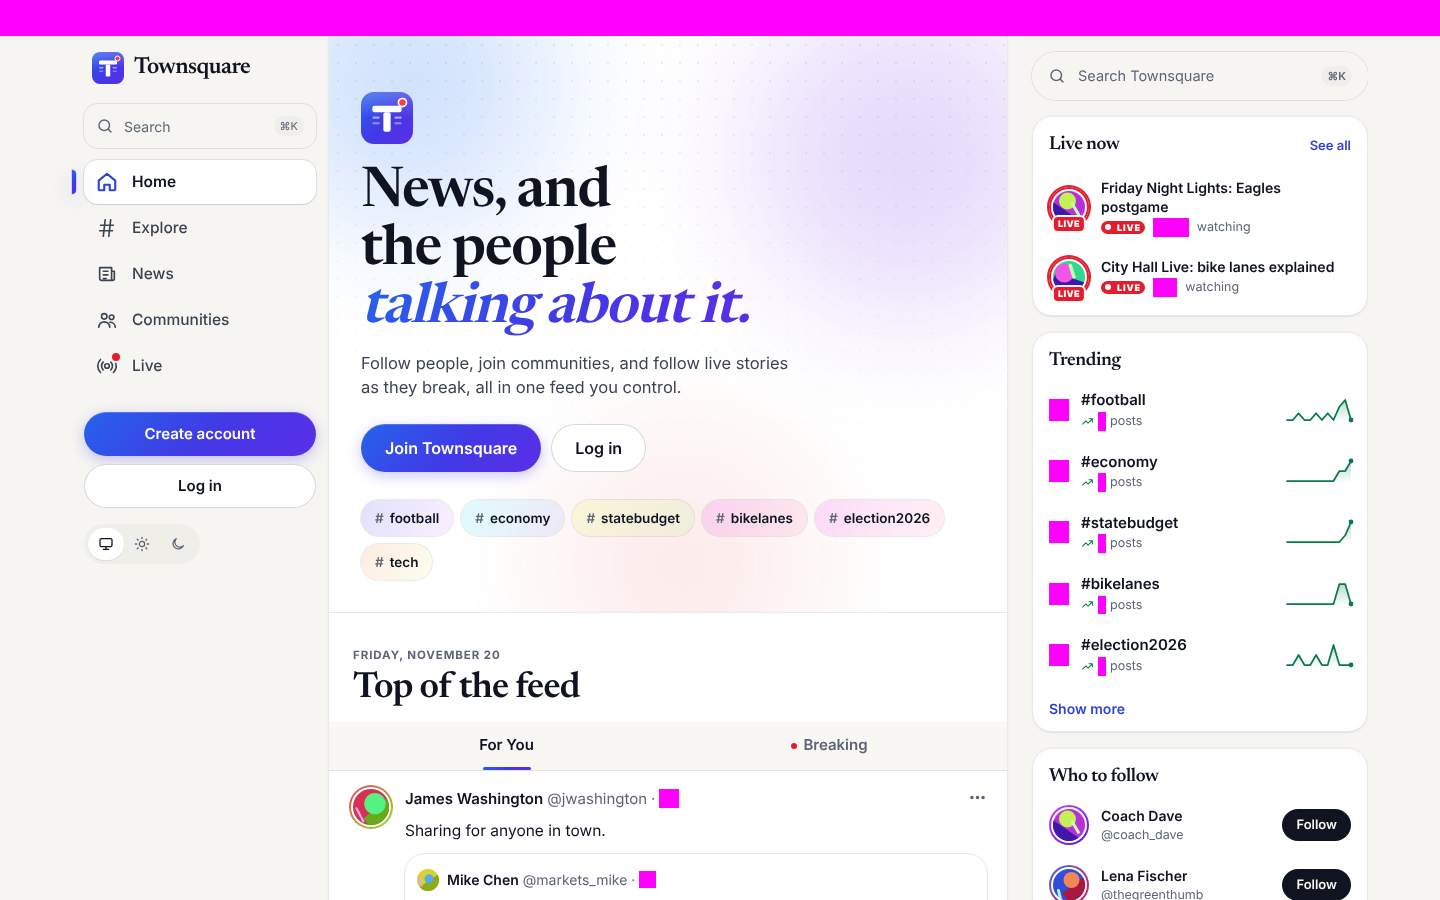 Townsquare
Search
⌘K
Home
Explore
News
Communities
Live
Create account
Log in
News, and
the people
talking about it.
Follow people, join communities, and follow live stories
as they break, all in one feed you control.
Join Townsquare
Log in
# football
# economy
# statebudget
# bikelanes
# election2026
# tech
FRIDAY, NOVEMBER 20
Top of the feed
For You
Breaking
James Washington @jwashington ·
Sharing for anyone in town.
Mike Chen @markets_mike ·
Search Townsquare
⌘K
Live now
See all
Friday Night Lights: Eagles
postgame
LIVE
LIVE
watching
City Hall Live: bike lanes explained
LIVE
LIVE
watching
Trending
#football
posts
#economy
posts
#statebudget
posts
#bikelanes
posts
#election2026
posts
Show more
Who to follow
Coach Dave
@coach_dave
Follow
Lena Fischer
@thegreenthumb
Follow